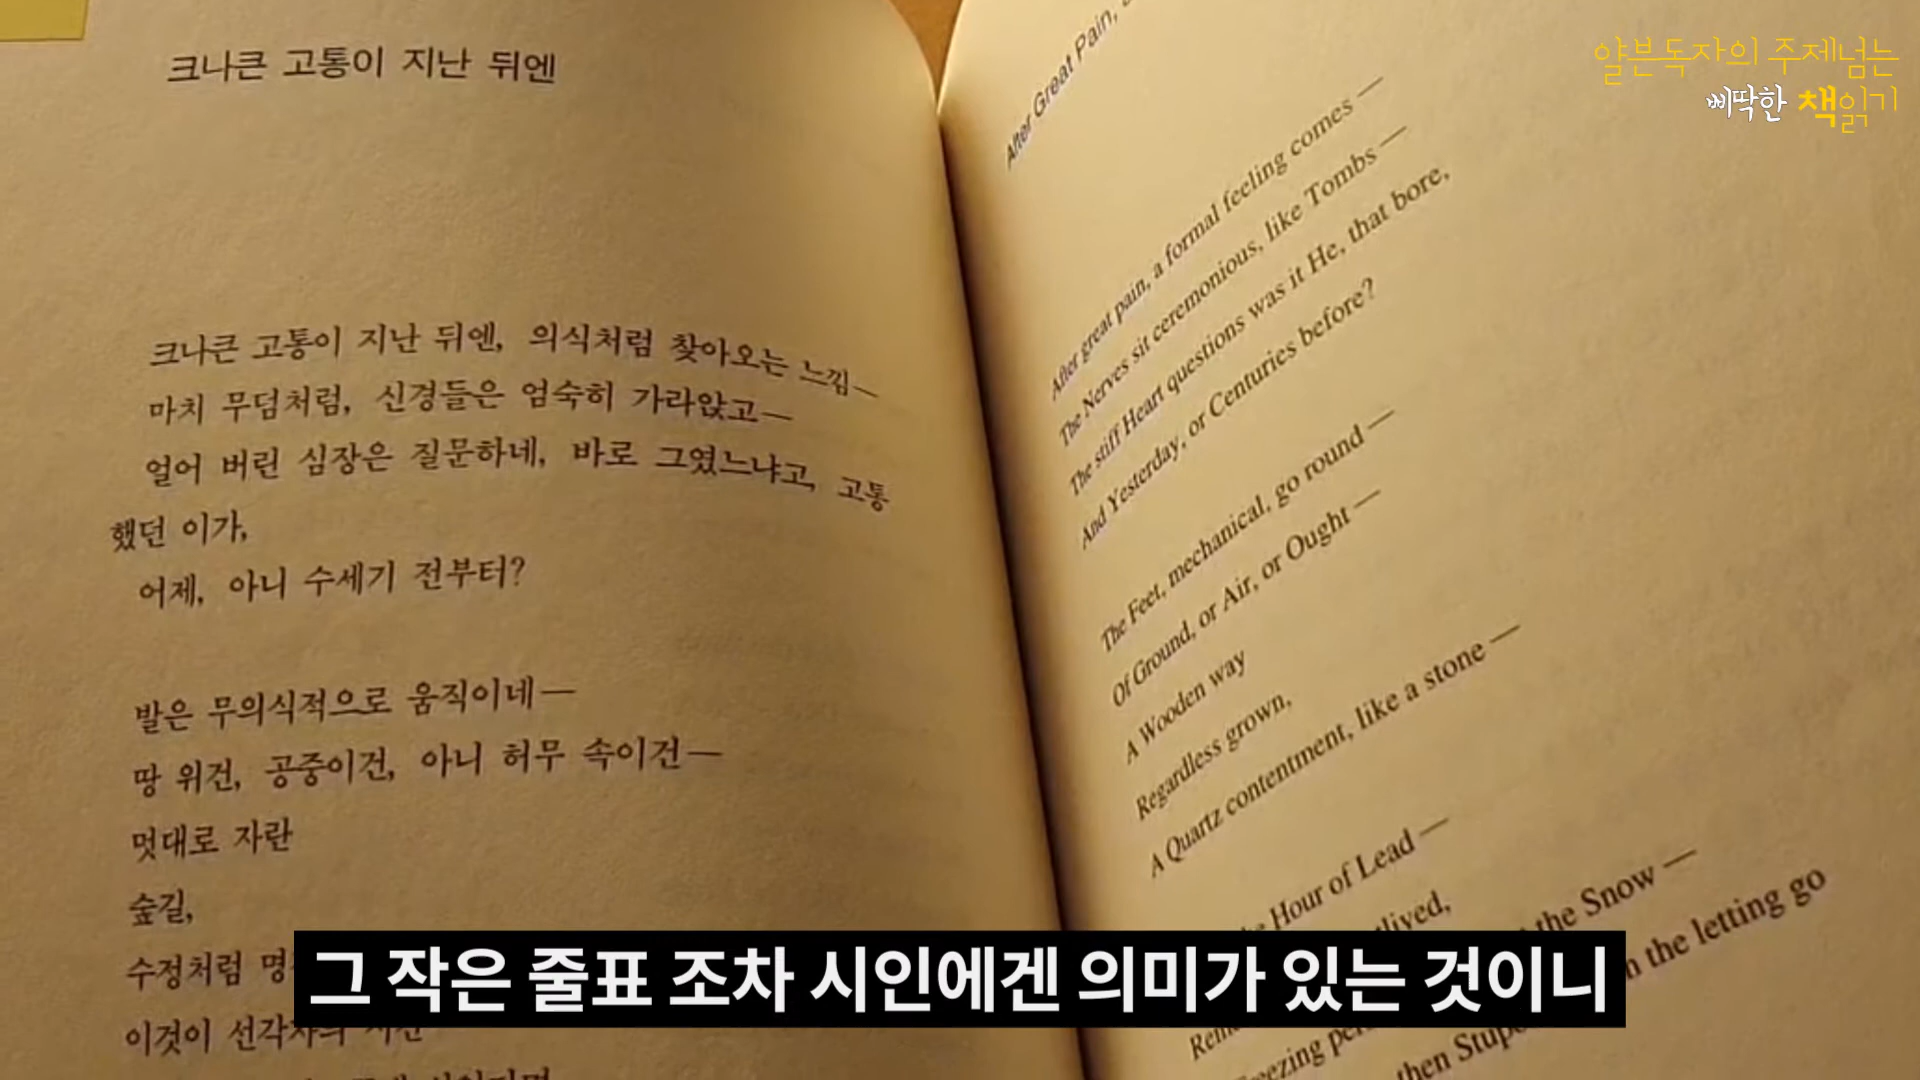 얄븐독자의 주제넘는
삐딱한 책읽기
크나큰 고통이 지난 뒤엔
크나큰 고통이 지난 뒤엔, 의식처럼 찾아오는 느낌—
마치 무덤처럼, 신경들은 엄숙히 가라앉고—
얼어 버린 심장은 질문하네, 바로 그였느냐고, 고통
했던 이가,
어제, 아니 수세기 전부터?
발은 무의식적으로 움직이네—
땅 위건, 공중이건, 아니 허무 속이건—
멋대로 자란
숲길,
수정처럼
이것이
After Great Pain,
After great pain, a formal feeling comes —
The Nerves sit ceremonious, like Tombs —
The stiff Heart questions was it He, that bore,
And Yesterday, or Centuries before?
The Feet, mechanical, go round —
Of Ground, or Air, or Ought —
A Wooden way
Regardless grown,
A Quartz contentment, like a stone —
Hour of Lead —
the Snow —
then
the letting go
그 작은 줄표 조차 시인에겐 의미가 있는 것이니